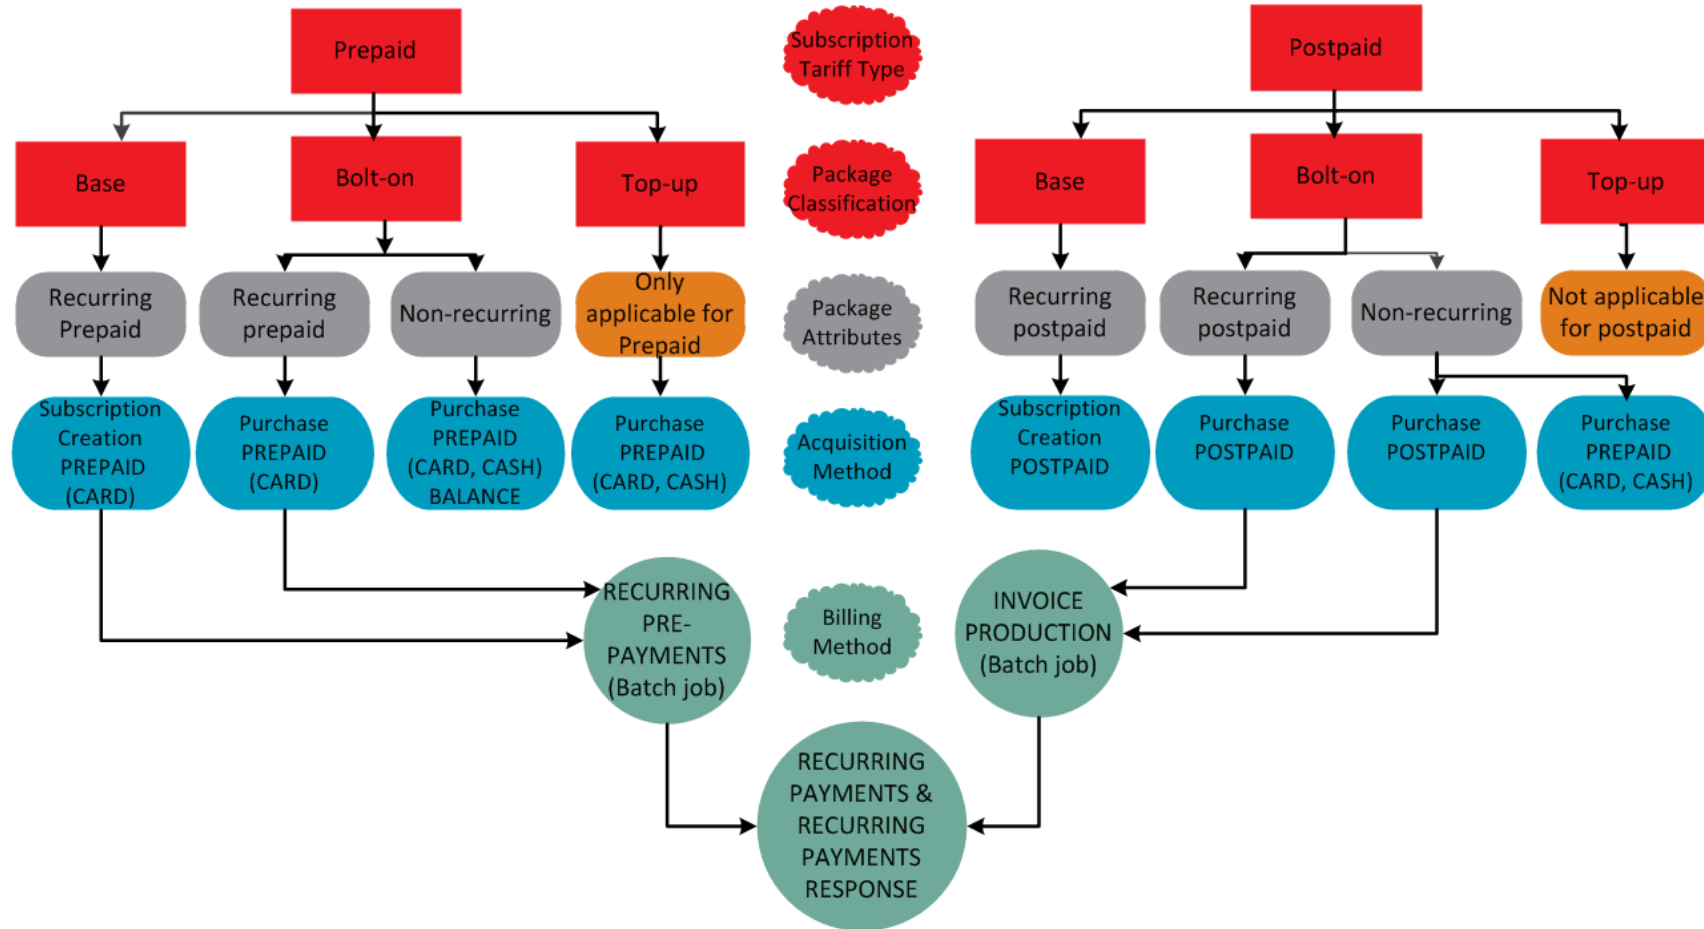 Prepaid
Subscription
Tariff Type
Postpaid
Base
Bolt-on
Top-up
Package
Classification
Base
Bolt-on
Top-up
Recurring
Prepaid
Recurring
prepaid
Non-recurring
Only
applicable for
Prepaid
Package
Attributes
Recurring
postpaid
Recurring
postpaid
Non-recurring
Not applicable
for postpaid
Subscription
Creation
PREPAID
(CARD)
Purchase
PREPAID
(CARD)
Purchase
PREPAID
(CARD, CASH)
BALANCE
Purchase
PREPAID
(CARD, CASH)
Acquisition
Method
Subscription
Creation
POSTPAID
Purchase
POSTPAID
Purchase
POSTPAID
Purchase
PREPAID
(CARD, CASH)
RECURRING
PRE-
PAYMENTS
(Batch job)
Billing
Method
INVOICE
PRODUCTION
(Batch job)
RECURRING
PAYMENTS &
RECURRING
PAYMENTS
RESPONSE